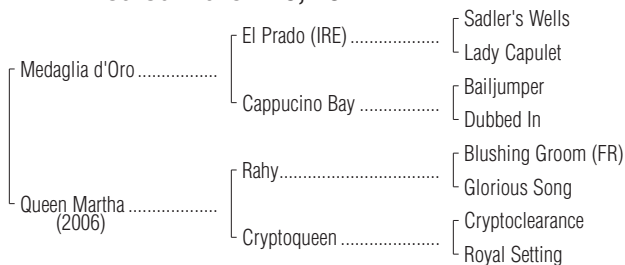 Sadler's Wells
El Prado (IRE) ....................
Lady Capulet
Medaglia d'Oro ..................
Bailjumper
Cappucino Bay ..................
Dubbed In
Blushing Groom (FR)
Rahy....................................
Glorious Song
Queen Martha ....................
(2006)
Cryptoclearance
Cryptoqueen ......................
Royal Setting